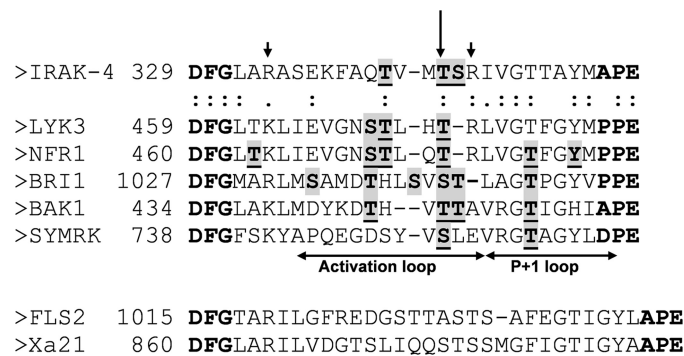 >IRAK-4 329 DFGLARASEKFAQTV-MTSRIVGTTAYMAPE
:::: .  :    :   : :.:::  :: ::
>LYK3 459 DFGLTKLIEVGNSTL-HT-RLVGTFGYMPPE
>NFR1 460 DFGLTKLIEVGNSTL-QT-RLVGTFGYMPPE
>BRI1 1027 DFGMARLMSAMDTHLSVST-LAGTPGYVPPE
>BAK1 434 DFGLAKLMDYKDTH--VTTAVRGTIGHIAPE
>SYMRK 738 DFGFSKYAPQEGDSY-VSLEVRGTAGYLDPE
Activation loop P+1 loop
>FLS2 1015 DFGTARILGFREDGSTTASTS-AFEGTIGYLAPE
>Xa21 860 DFGLARILVDGTSLIQQSTSSMGFIGTIGYAAPE